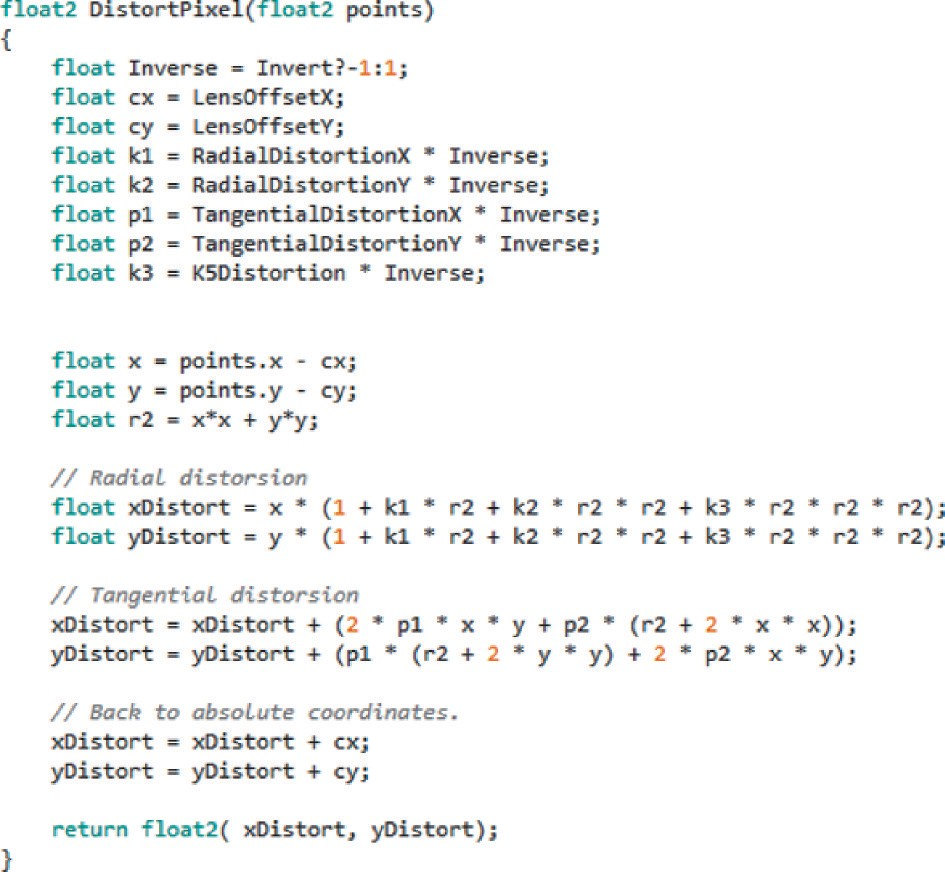 float2 DistortPixel(float2 points)
{
    float Inverse = Invert?-1:1;
    float cx = LensOffsetX;
    float cy = LensOffsetY;
    float k1 = RadialDistortionX * Inverse;
    float k2 = RadialDistortionY * Inverse;
    float p1 = TangentialDistortionX * Inverse;
    float p2 = TangentialDistortionY * Inverse;
    float k3 = K5Distortion * Inverse;
    float x = points.x - cx;
    float y = points.y - cy;
    float r2 = x*x + y*y;
    // Radial distorsion
    float xDistort = x * (1 + k1 * r2 + k2 * r2 * r2 + k3 * r2 * r2 * r2);
    float yDistort = y * (1 + k1 * r2 + k2 * r2 * r2 + k3 * r2 * r2 * r2);
    // Tangential distorsion
    xDistort = xDistort + (2 * p1 * x * y + p2 * (r2 + 2 * x * x));
    yDistort = yDistort + (p1 * (r2 + 2 * y * y) + 2 * p2 * x * y);
    // Back to absolute coordinates.
    xDistort = xDistort + cx;
    yDistort = yDistort + cy;
    return float2( xDistort, yDistort);
}